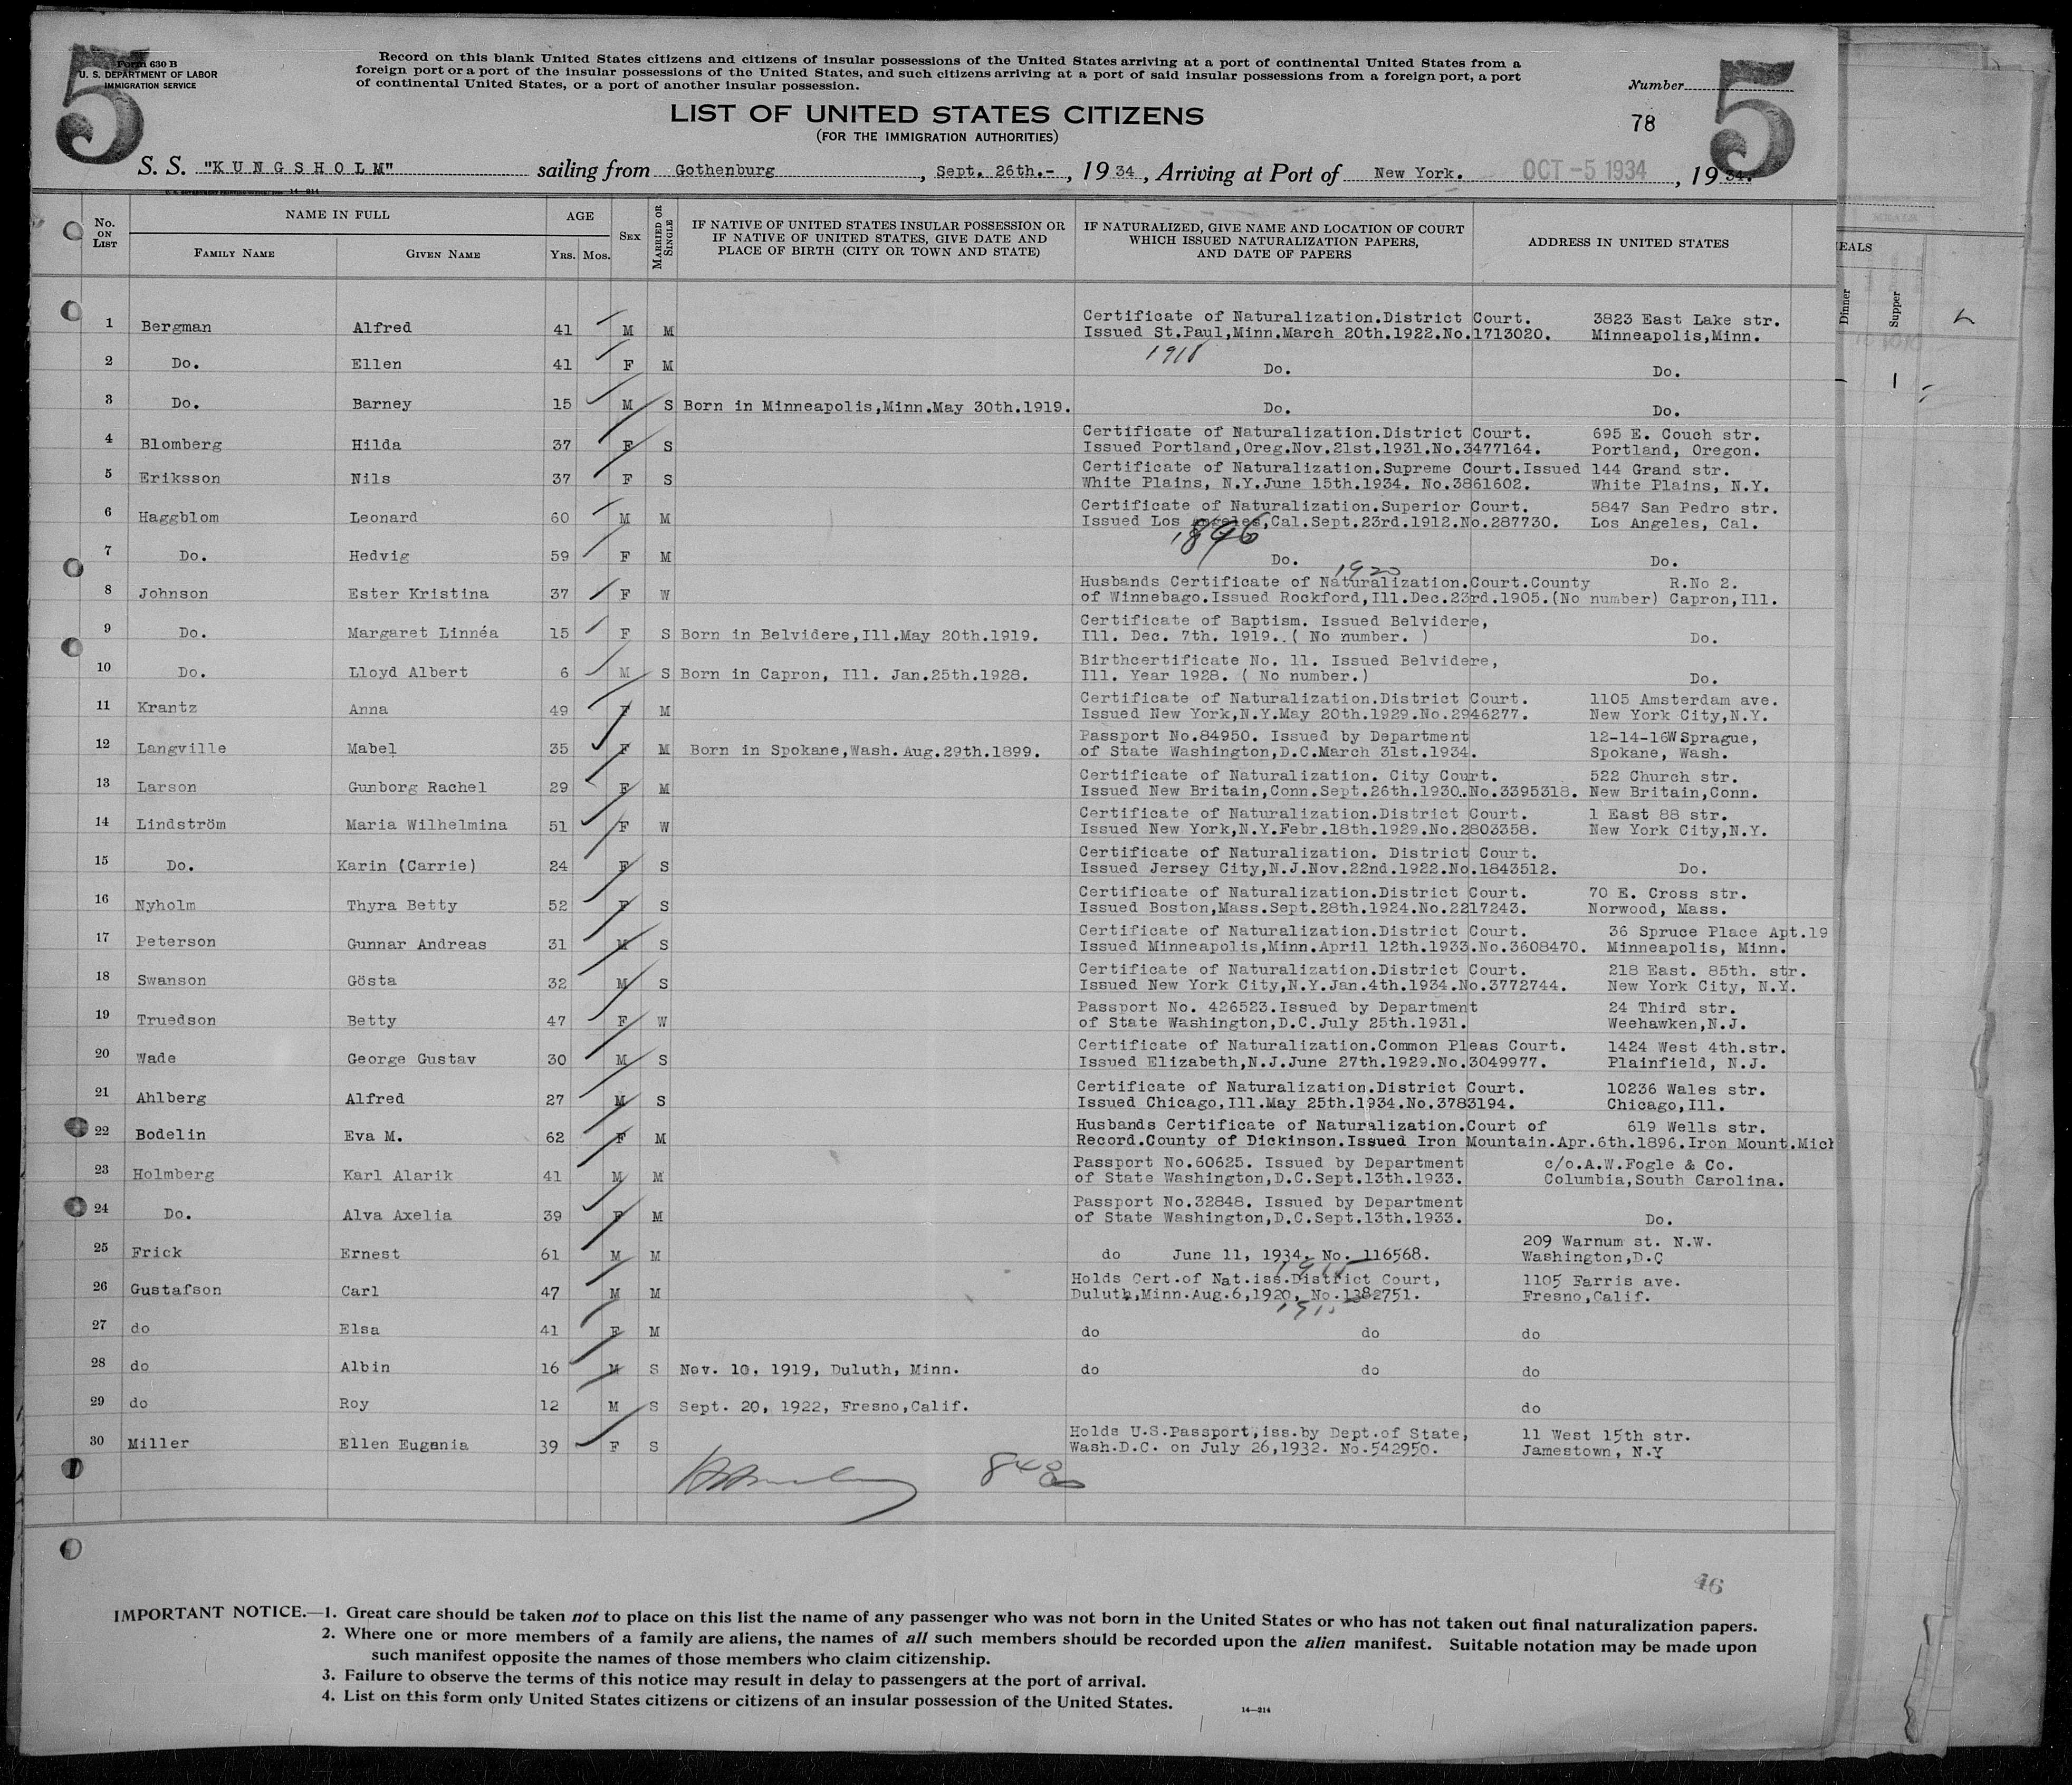 5
Form 630 B
U. S. DEPARTMENT OF LABOR
IMMIGRATION SERVICE
Record on this blank United States citizens and citizens of insular possessions of the United States arriving at a port of continental United States from a
foreign port or a port of the insular possessions of the United States, and such citizens arriving at a port of said insular possessions from a foreign port, a port
of continental United States, or a port of another insular possession.
Number
5
LIST OF UNITED STATES CITIZENS
(FOR THE IMMIGRATION AUTHORITIES)
78
S. S. "KUNGSHOLM" sailing from Gothenburg, Sept. 26th.-, 1934, Arriving at Port of New York. OCT -5 1934, 1934.
14-214
No. ON LIST
NAME IN FULL
FAMILY NAME
GIVEN NAME
AGE
YRS. MOS.
SEX
MARRIED OR SINGLE
IF NATIVE OF UNITED STATES INSULAR POSSESSION OR
IF NATIVE OF UNITED STATES, GIVE DATE AND
PLACE OF BIRTH (CITY OR TOWN AND STATE)
IF NATURALIZED, GIVE NAME AND LOCATION OF COURT
WHICH ISSUED NATURALIZATION PAPERS,
AND DATE OF PAPERS
ADDRESS IN UNITED STATES
EALS
Dinner
Supper
Certificate of Naturalization.District Court. 3823 East Lake str.
1 Bergman Alfred 41 M M Issued St.Paul,Minn.March 20th.1922.No.1713020. Minneapolis,Minn.
1918
2 Do. Ellen 41 F M Do. Do.
3 Do. Barney 15 M S Born in Minneapolis,Minn.May 30th.1919. Do. Do.
Certificate of Naturalization.District Court. 695 E. Couch str.
4 Blomberg Hilda 37 F S Issued Portland,Oreg.Nov.21st.1931.No.3477164. Portland, Oregon.
Certificate of Naturalization.Supreme Court.Issued 144 Grand str.
5 Eriksson Nils 37 F S White Plains, N.Y.June 15th.1934. No.3861602. White Plains, N.Y.
Certificate of Naturalization.Superior Court. 5847 San Pedro str.
6 Haggblom Leonard 60 M M Issued Los Angeles,Cal.Sept.23rd.1912.No.287730. Los Angeles, Cal.
1896
7 Do. Hedvig 59 F M Do. Do.
1920
Husbands Certificate of Naturalization.Court.County R.No 2.
8 Johnson Ester Kristina 37 F W of Winnebago.Issued Rockford,Ill.Dec.23rd.1905.(No number) Capron,Ill.
Certificate of Baptism. Issued Belvidere,
9 Do. Margaret Linnéa 15 F S Born in Belvidere,Ill.May 20th.1919. Ill. Dec. 7th. 1919. ( No number. ) Do.
Birthcertificate No. 11. Issued Belvidere,
10 Do. Lloyd Albert 6 M S Born in Capron, Ill. Jan.25th.1928. Ill. Year 1928. ( No number.) Do.
Certificate of Naturalization.District Court. 1105 Amsterdam ave.
11 Krantz Anna 49 F M Issued New York,N.Y.May 20th.1929.No.2946277. New York City,N.Y.
Passport No.84950. Issued by Department 12-14-16W Sprague,
12 Langville Mabel 35 F M Born in Spokane,Wash. Aug.29th.1899. of State Washington,D.C.March 31st.1934. Spokane, Wash.
Certificate of Naturalization. City Court. 522 Church str.
13 Larson Gunborg Rachel 29 F M Issued New Britain,Conn.Sept.26th.1930.No.3395318. New Britain,Conn.
Certificate of Naturalization.District Court. 1 East 88 str.
14 Lindström Maria Wilhelmina 51 F W Issued New York,N.Y.Febr.18th.1929.No.2803358. New York City,N.Y.
Certificate of Naturalization. District Court.
15 Do. Karin (Carrie) 24 F S Issued Jersey City,N.J.Nov.22nd.1922.No.1843512. Do.
Certificate of Naturalization.District Court. 70 E. Cross str.
16 Nyholm Thyra Betty 52 F S Issued Boston,Mass.Sept.28th.1924.No.2217243. Norwood, Mass.
Certificate of Naturalization.District Court. 36 Spruce Place Apt.19
17 Peterson Gunnar Andreas 31 M S Issued Minneapolis,Minn.April 12th.1933.No.3608470. Minneapolis, Minn.
Certificate of Naturalization.District Court. 218 East. 85th. str.
18 Swanson Gösta 32 M S Issued New York City,N.Y.Jan.4th.1934.No.3772744. New York City, N.Y.
Passport No. 426523.Issued by Department 24 Third str.
19 Truedson Betty 47 F W of State Washington,D.C.July 25th.1931. Weehawken,N.J.
Certificate of Naturalization.Common Pleas Court. 1424 West 4th.str.
20 Wade George Gustav 30 M S Issued Elizabeth,N.J.June 27th.1929.No.3049977. Plainfield, N.J.
Certificate of Naturalization.District Court. 10236 Wales str.
21 Ahlberg Alfred 27 M S Issued Chicago,Ill.May 25th.1934.No.3783194. Chicago,Ill.
Husbands Certificate of Naturalization.Court of 619 Wells str.
22 Bodelin Eva M. 62 F M Record.County of Dickinson.Issued Iron Mountain.Apr.6th.1896.Iron Mount.Mich
Passport No.60625. Issued by Department c/o.A.W.Fogle & Co.
23 Holmberg Karl Alarik 41 M M of State Washington,D.C.Sept.13th.1933. Columbia,South Carolina.
Passport No.32848. Issued by Department
24 Do. Alva Axelia 39 F M of State Washington,D.C.Sept.13th.1933. Do.
209 Warnum st. N.W.
25 Frick Ernest 61 M M do June 11, 1934. No. 116568. Washington,D.C
Holds Cert.of Nat.iss.District Court, 1105 Farris ave.
26 Gustafson Carl 47 M M Duluth,Minn.Aug.6,1920, No.1382751. Fresno,Calif.
27 do Elsa 41 F M do do do
28 do Albin 16 M S Nov. 10, 1919, Duluth, Minn. do do do
29 do Roy 12 M S Sept. 20, 1922, Fresno,Calif. do
Holds U.S.Passport,iss.by Dept.of State, 11 West 15th str.
30 Miller Ellen Eugenia 39 F S Wash.D.C. on July 26,1932. No.542950. Jamestown, N.Y
46
IMPORTANT NOTICE.—1. Great care should be taken not to place on this list the name of any passenger who was not born in the United States or who has not taken out final naturalization papers.
2. Where one or more members of a family are aliens, the names of all such members should be recorded upon the alien manifest. Suitable notation may be made upon
such manifest opposite the names of those members who claim citizenship.
3. Failure to observe the terms of this notice may result in delay to passengers at the port of arrival.
4. List on this form only United States citizens or citizens of an insular possession of the United States.
14—214